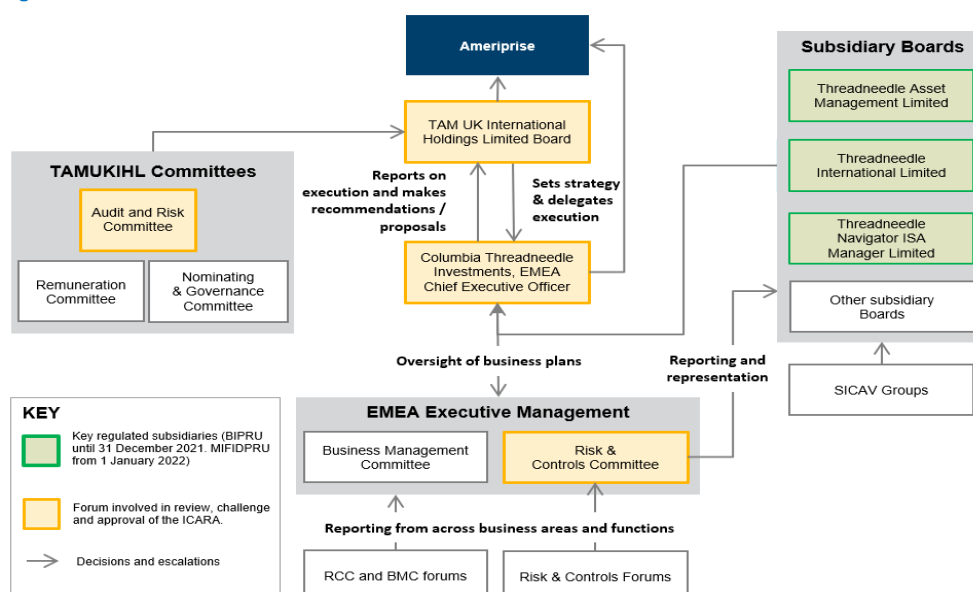 Ameriprise
TAM UK International
Holdings Limited Board
Reports on
execution and makes
recommendations /
proposals
Sets strategy
& delegates
execution
Columbia Threadneedle
Investments, EMEA
Chief Executive Officer
TAMUKIHL Committees
Audit and Risk
Committee
Remuneration
Committee
Nominating
& Governance
Committee
Subsidiary Boards
Threadneedle Asset
Management Limited
Threadneedle
International Limited
Threadneedle
Navigator ISA
Manager Limited
Other subsidiary
Boards
SICAV Groups
Oversight of business plans
Reporting and
representation
EMEA Executive Management
Business Management
Committee
Risk &
Controls Committee
Reporting from across business areas and functions
RCC and BMC forums
Risk & Controls Forums
KEY
Key regulated subsidiaries (BIPRU
until 31 December 2021. MIFIDPRU
from 1 January 2022)
Forum involved in review, challenge
and approval of the ICARA.
Decisions and escalations